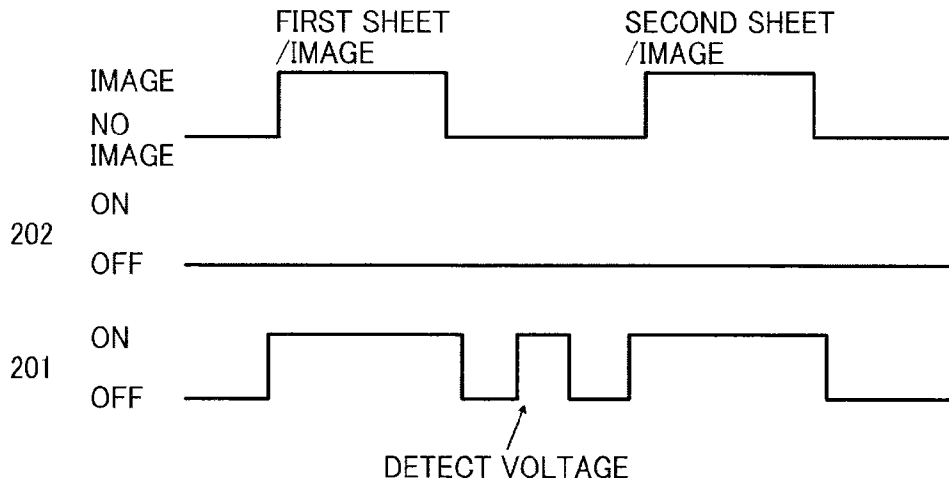 FIRST SHEET
/IMAGE
SECOND SHEET
/IMAGE
IMAGE
NO
IMAGE
ON
202
OFF
ON
201
OFF
DETECT VOLTAGE